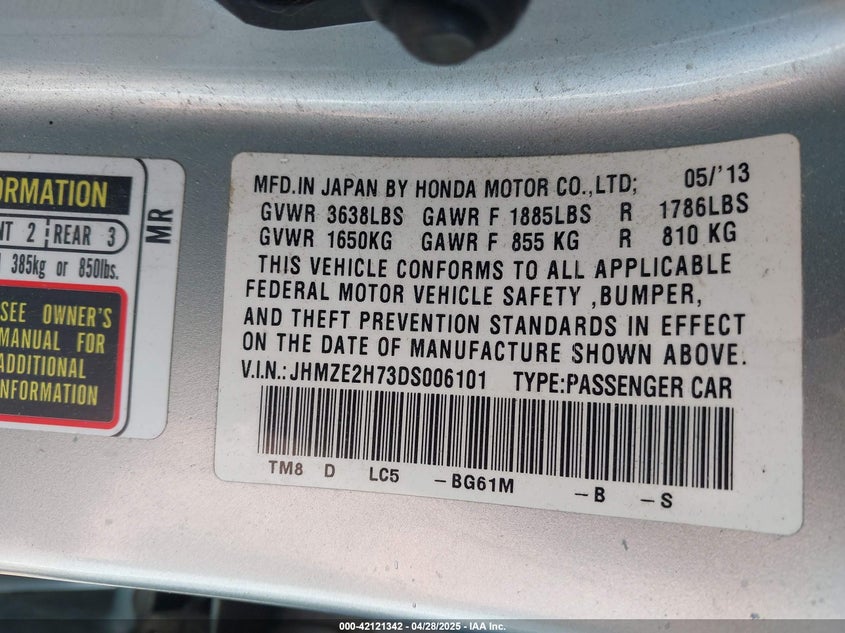 ORMATION
NT 2 REAR 3
385kg or 850lbs.
SEE OWNER'S
MANUAL FOR
ADDITIONAL
INFORMATION
MR
MFD.IN JAPAN BY HONDA MOTOR CO.,LTD; 05/'13
GVWR 3638LBS GAWR F 1885LBS R 1786LBS
GVWR 1650KG GAWR F 855 KG R 810 KG
THIS VEHICLE CONFORMS TO ALL APPLICABLE
FEDERAL MOTOR VEHICLE SAFETY ,BUMPER,
AND THEFT PREVENTION STANDARDS IN EFFECT
ON THE DATE OF MANUFACTURE SHOWN ABOVE.
V.I.N.:JHMZE2H73DS006101 TYPE:PASSENGER CAR
TM8 D LC5 -BG61M -B -S
000-42121342 - 04/28/2025 - IAA Inc.